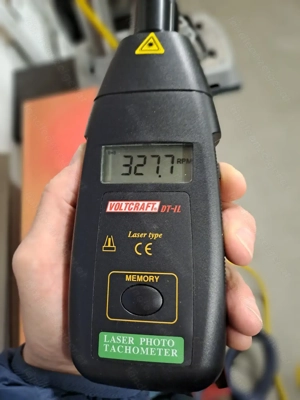 327.7 RPM
VOLTCRAFT® DT-1L
Laser type
CE
MEMORY
LASER PHOTO
TACHOMETER